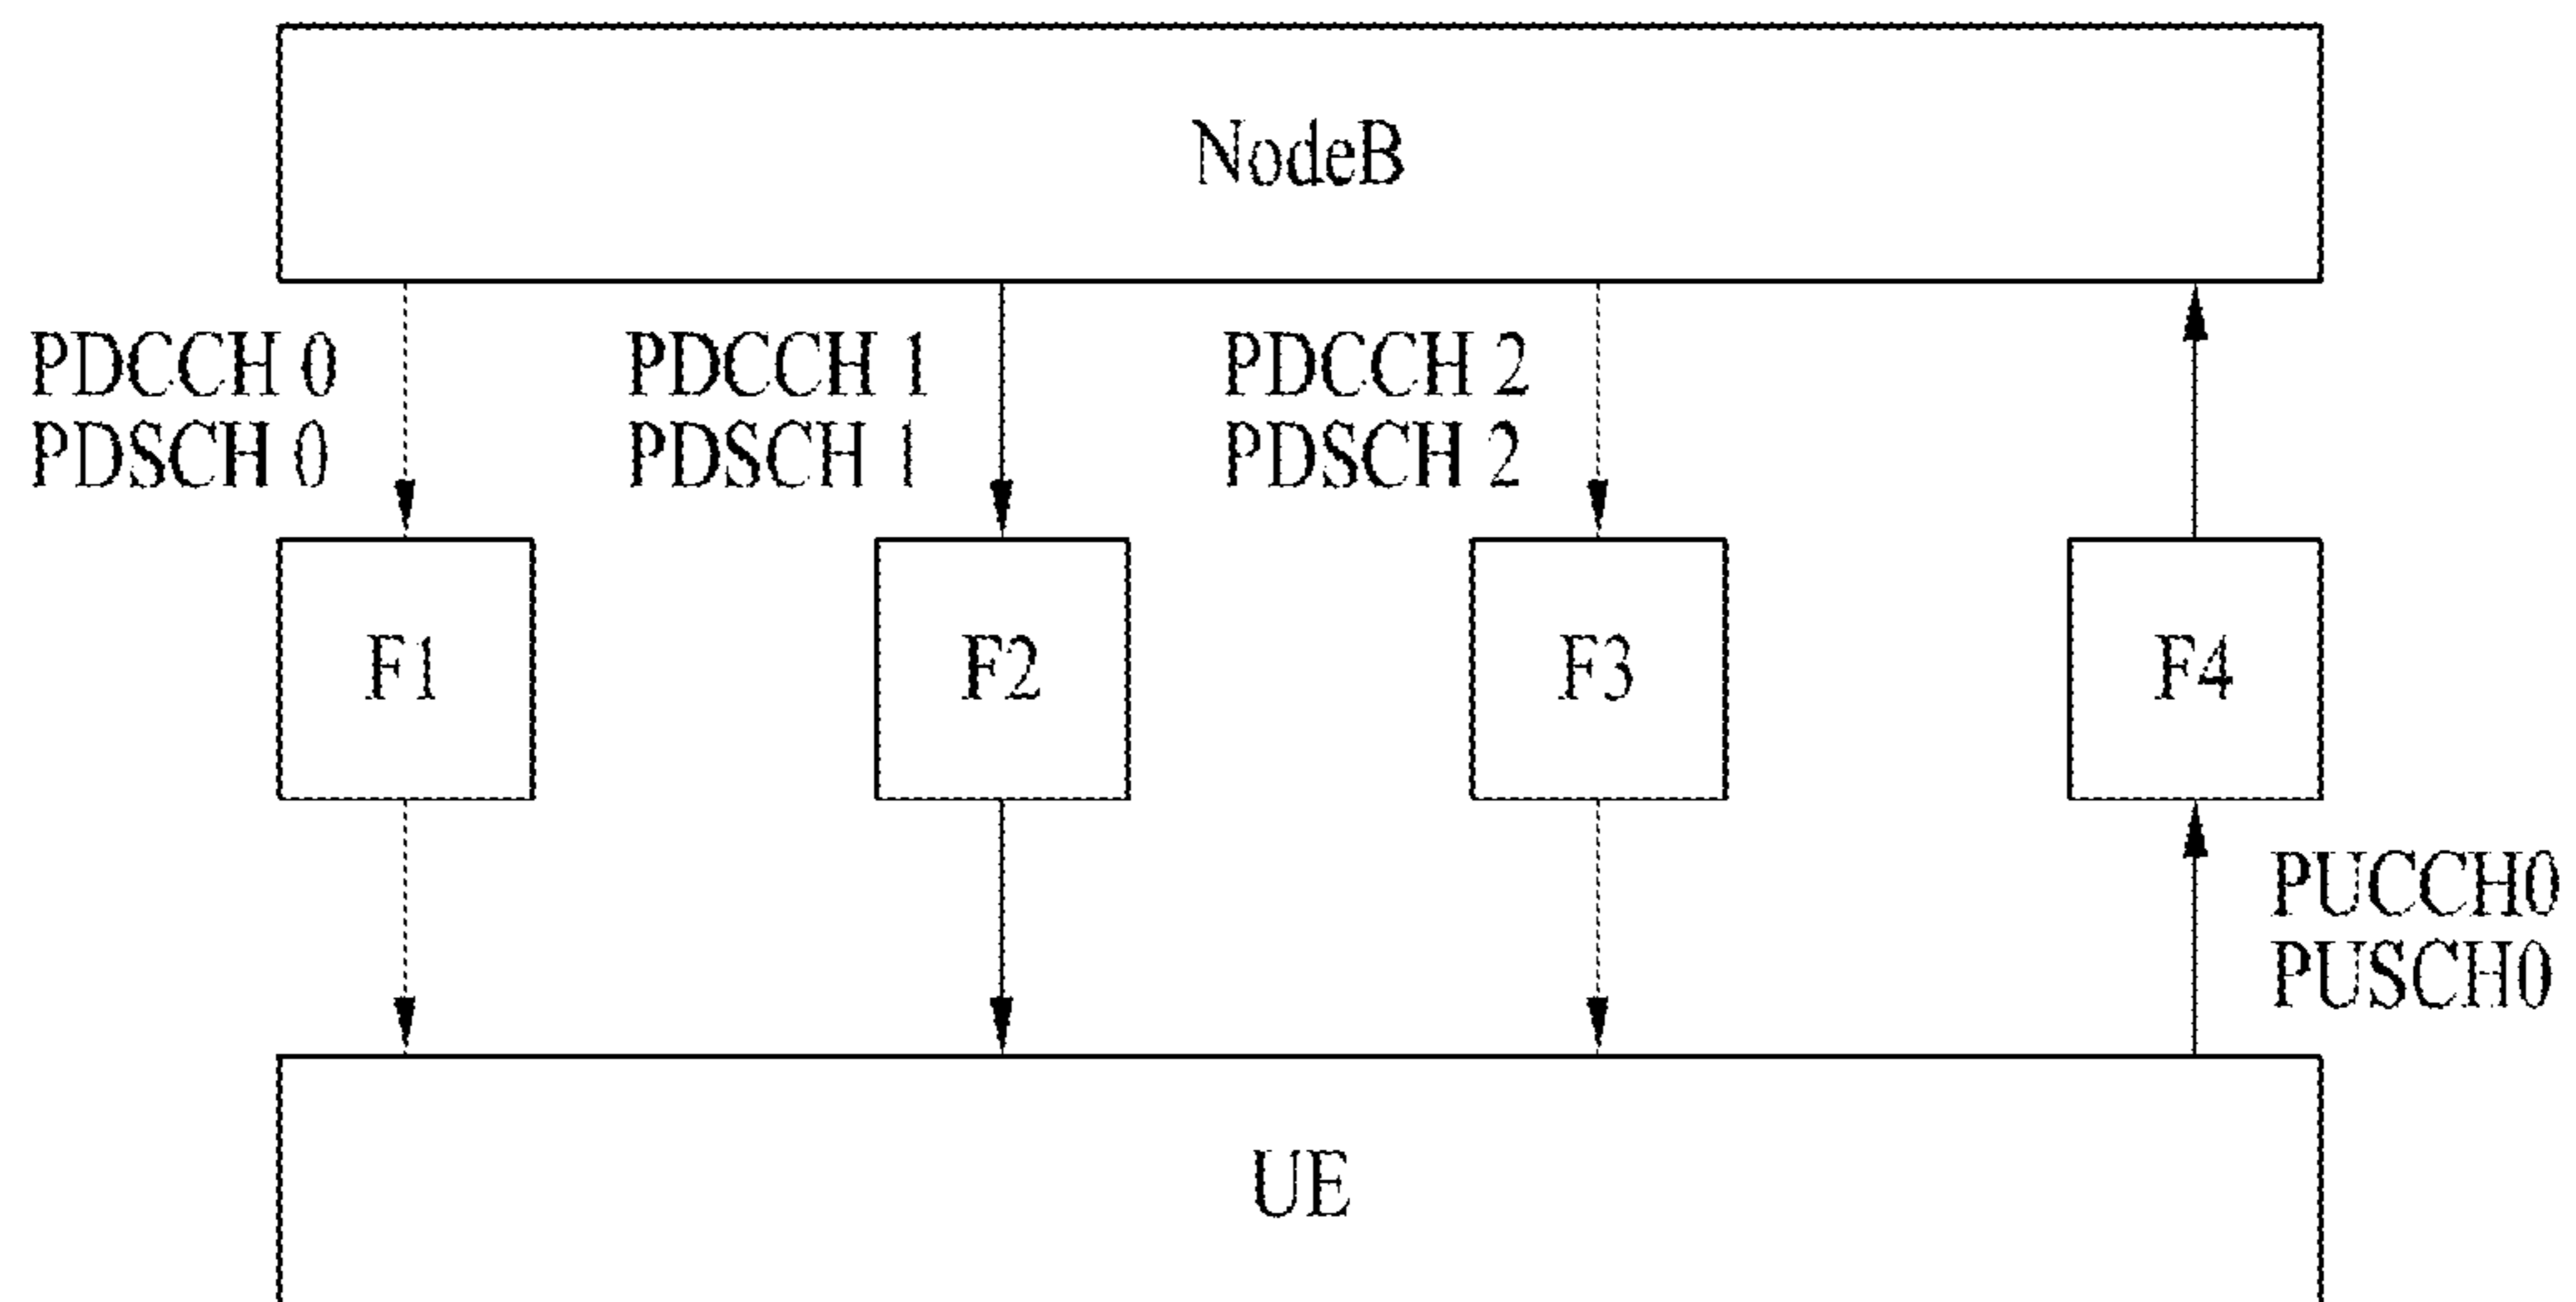 NodeB
PDCCH 0
PDSCH 0
PDCCH 1
PDSCH 1
PDCCH 2
PDSCH 2
F1
F2
F3
F4
PUCCH0
PUSCH0
UE